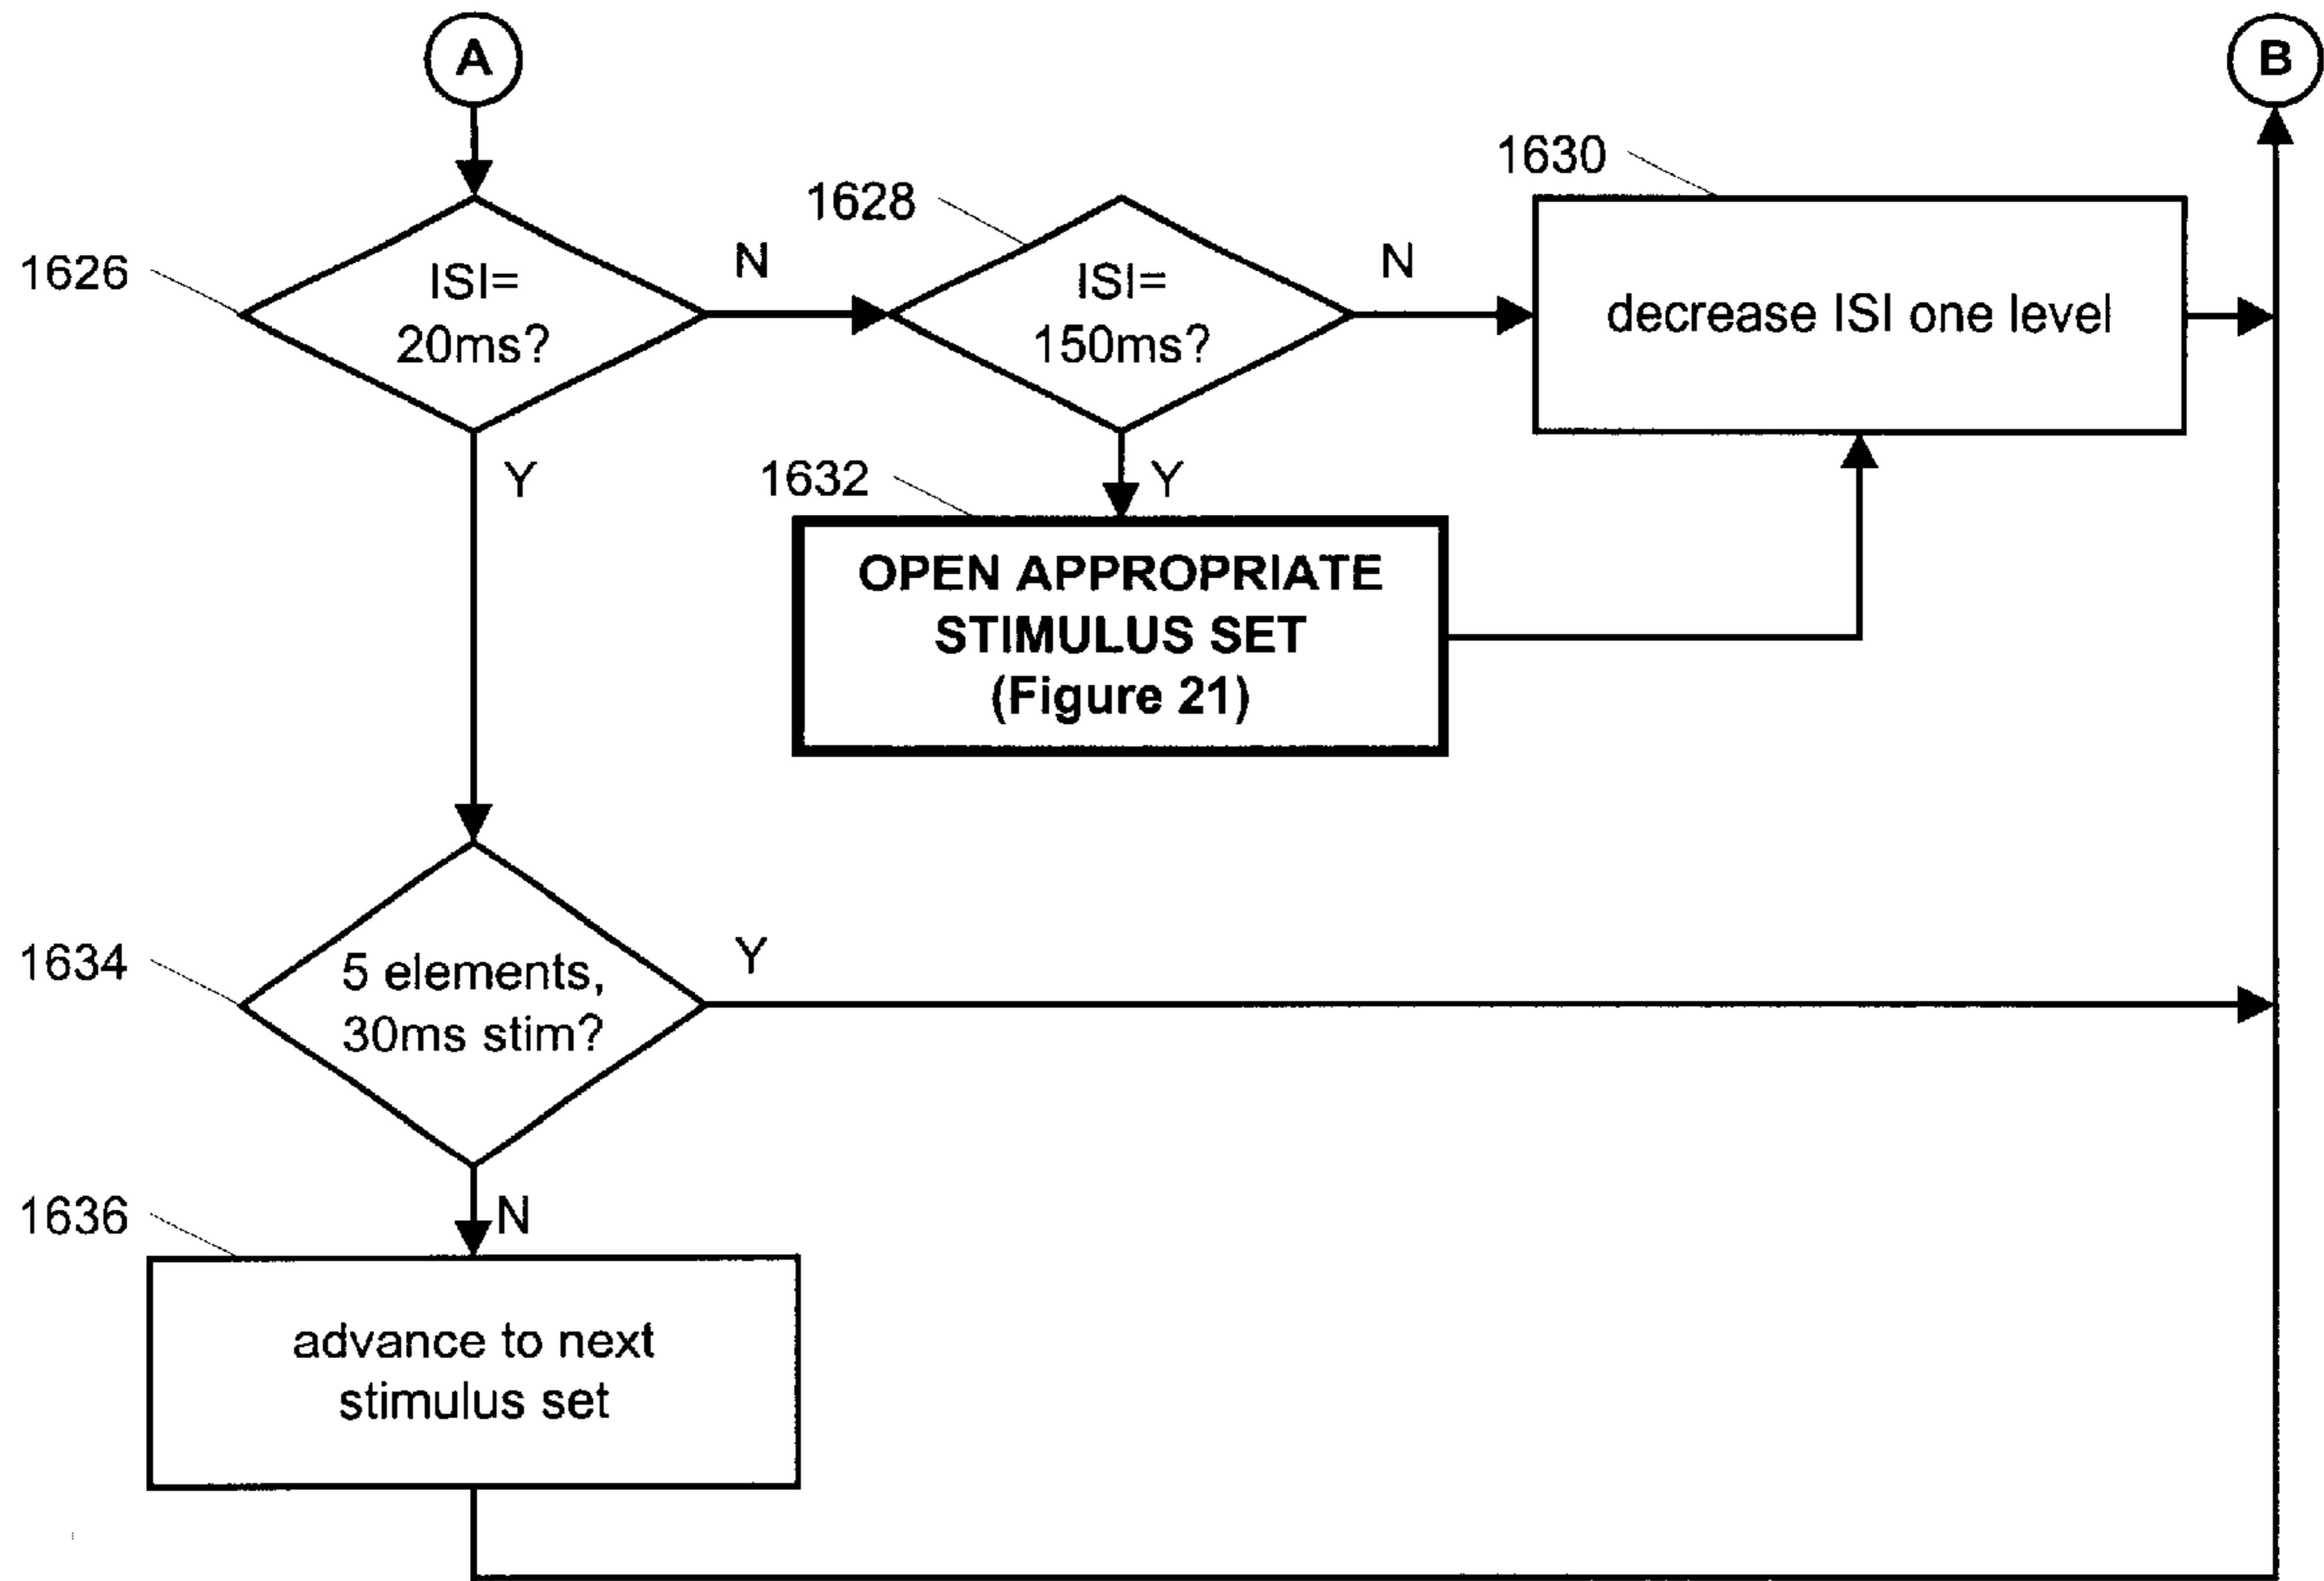 A
B
1630
1628
1626
ISI=
20ms?
N
ISI=
150ms?
N
decrease ISI one level
Y
1632
Y
OPEN APPROPRIATE
STIMULUS SET
(Figure 21)
1634
5 elements,
30ms stim?
Y
1636
N
advance to next
stimulus set